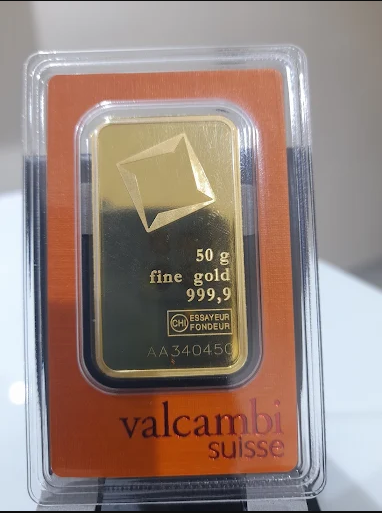 50 g
fine gold
999,9
CHI ESSAYEUR
FONDEUR
AA340450
valcambi
suisse